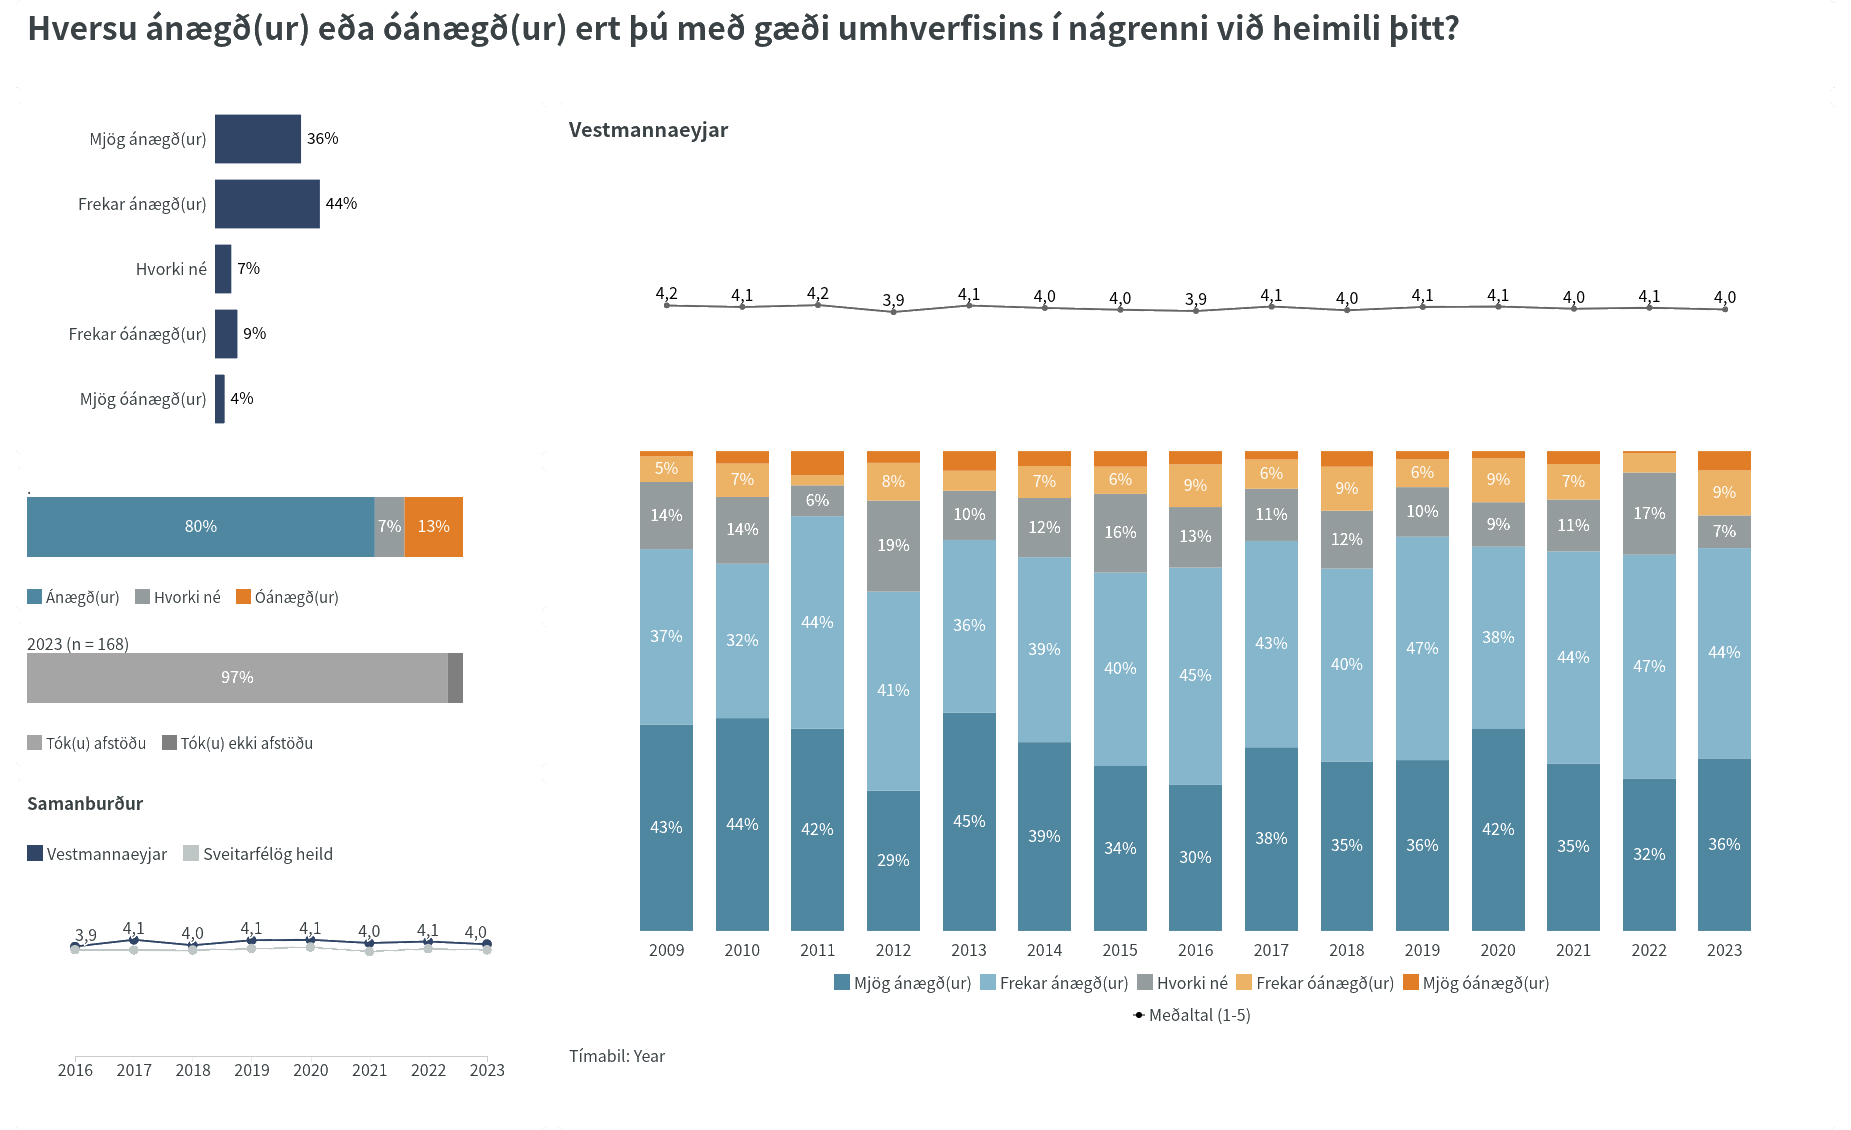 Hversu ánægð(ur) eða óánægð(ur) ert þú með gæði umhverfisins í nágrenni við heimili þitt?
Mjög ánægð(ur) 36%
Frekar ánægð(ur) 44%
Hvorki né 7%
Frekar óánægð(ur) 9%
Mjög óánægð(ur) 4%
.
80% 7% 13%
Ánægð(ur) Hvorki né Óánægð(ur)
2023 (n = 168)
97%
Tók(u) afstöðu Tók(u) ekki afstöðu
Samanburður
Vestmannaeyjar Sveitarfélög heild
3,9 4,1 4,0 4,1 4,1 4,0 4,1 4,0
2016 2017 2018 2019 2020 2021 2022 2023
Vestmannaeyjar
4,2 4,1 4,2 3,9 4,1 4,0 4,0 3,9 4,1 4,0 4,1 4,1 4,0 4,1 4,0
5% 7% 8% 7% 6% 9% 6% 9% 6% 9% 7% 9%
14% 14% 6% 19% 10% 12% 16% 13% 11% 12% 10% 9% 11% 17% 7%
37% 32% 44% 41% 36% 39% 40% 45% 43% 40% 47% 38% 44% 47% 44%
43% 44% 42% 29% 45% 39% 34% 30% 38% 35% 36% 42% 35% 32% 36%
2009 2010 2011 2012 2013 2014 2015 2016 2017 2018 2019 2020 2021 2022 2023
Mjög ánægð(ur) Frekar ánægð(ur) Hvorki né Frekar óánægð(ur) Mjög óánægð(ur)
Meðaltal (1-5)
Tímabil: Year